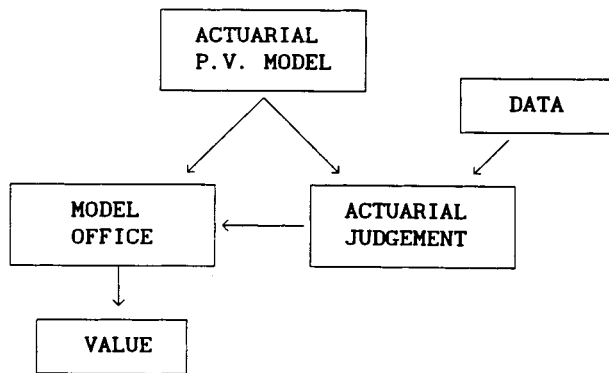 ACTUARIAL
P.V. MODEL
DATA
MODEL
OFFICE
ACTUARIAL
JUDGEMENT
VALUE